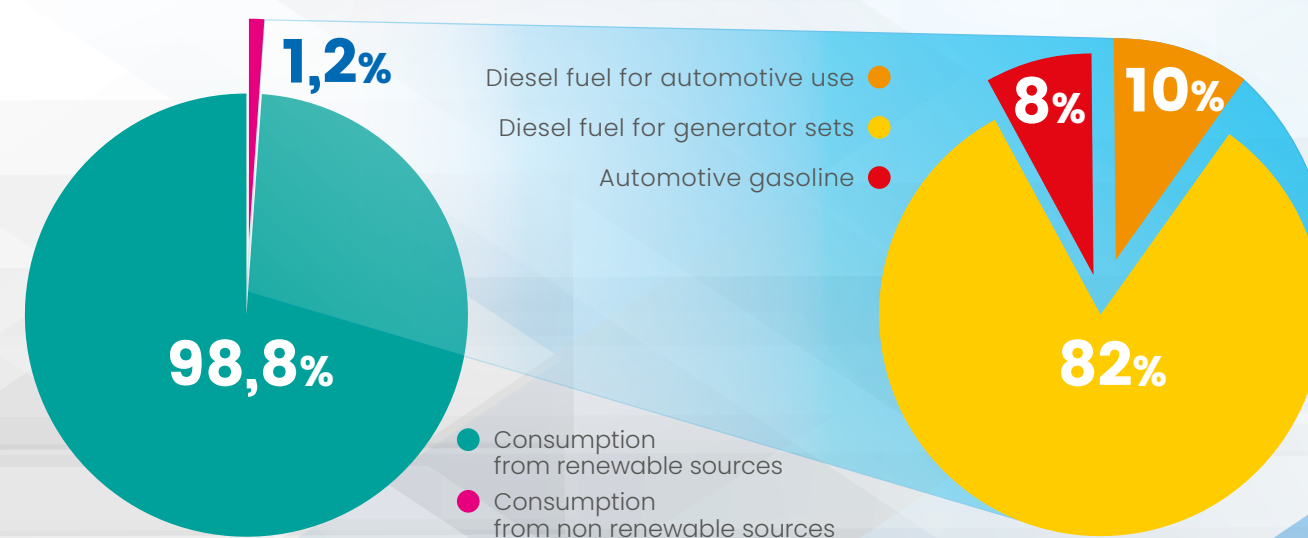 1,2%
98,8%
Consumption
from renewable sources
Consumption
from non renewable sources
Diesel fuel for automotive use
Diesel fuel for generator sets
Automotive gasoline
8%
10%
82%